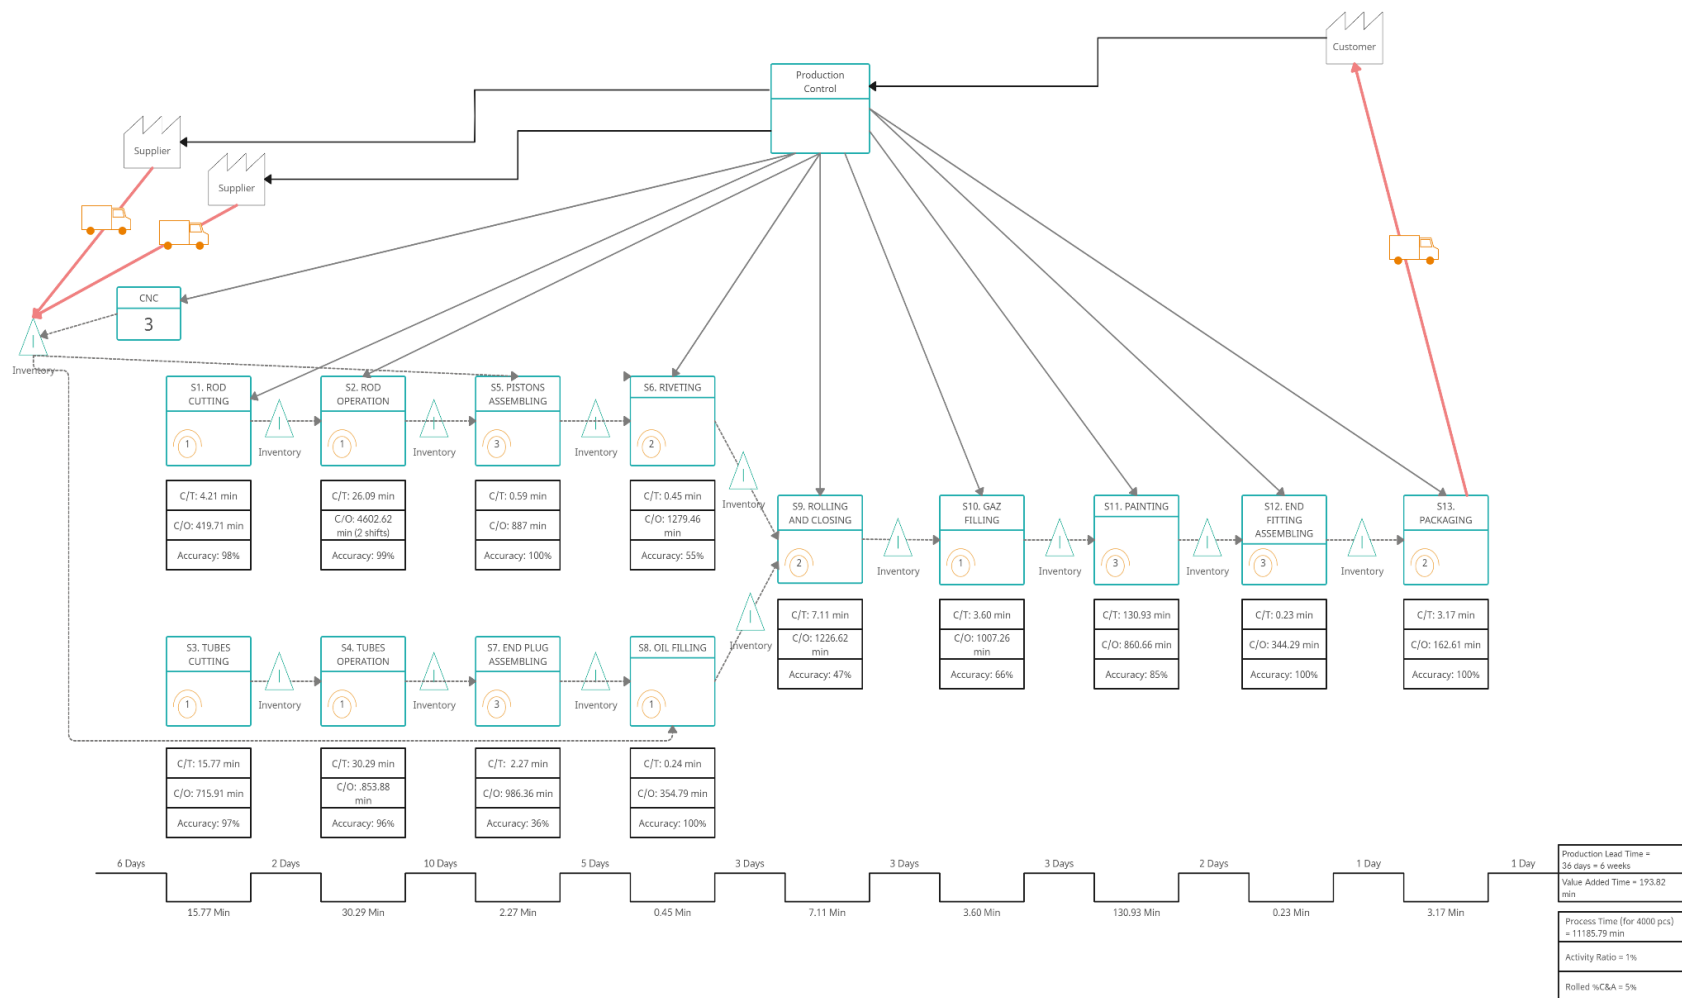 Customer
Production
Control
Supplier
Supplier
CNC
3
Inventory
S1. ROD
CUTTING
1
Inventory
S2. ROD
OPERATION
1
Inventory
S5. PISTONS
ASSEMBLING
3
Inventory
S6. RIVETING
2
Inventory
C/T: 4.21 min
C/O: 419.71 min
Accuracy: 98%
C/T: 26.09 min
C/O: 4602.62
min (2 shifts)
Accuracy: 99%
C/T: 0.59 min
C/O: 887 min
Accuracy: 100%
C/T: 0.45 min
C/O: 1279.46
min
Accuracy: 55%
S9. ROLLING
AND CLOSING
2
Inventory
S10. GAZ
FILLING
1
Inventory
S11. PAINTING
3
Inventory
S12. END
FITTING
ASSEMBLING
3
Inventory
S13.
PACKAGING
2
C/T: 7.11 min
C/O: 1226.62
min
Accuracy: 47%
C/T: 3.60 min
C/O: 1007.26
min
Accuracy: 66%
C/T: 130.93 min
C/O: 860.66 min
Accuracy: 85%
C/T: 0.23 min
C/O: 344.29 min
Accuracy: 100%
C/T: 3.17 min
C/O: 162.61 min
Accuracy: 100%
S3. TUBES
CUTTING
1
Inventory
S4. TUBES
OPERATION
1
Inventory
S7. END PLUG
ASSEMBLING
3
Inventory
S8. OIL FILLING
1
Inventory
C/T: 15.77 min
C/O: 715.91 min
Accuracy: 97%
C/T: 30.29 min
C/O: .853.88
min
Accuracy: 96%
C/T: 2.27 min
C/O: 986.36 min
Accuracy: 36%
C/T: 0.24 min
C/O: 354.79 min
Accuracy: 100%
6 Days
2 Days
10 Days
5 Days
3 Days
3 Days
3 Days
2 Days
1 Day
1 Day
15.77 Min
30.29 Min
2.27 Min
0.45 Min
7.11 Min
3.60 Min
130.93 Min
0.23 Min
3.17 Min
Production Lead Time =
36 days = 6 weeks
Value Added Time = 193.82
min
Process Time (for 4000 pcs)
= 11185.79 min
Activity Ratio = 1%
Rolled %C&A = 5%